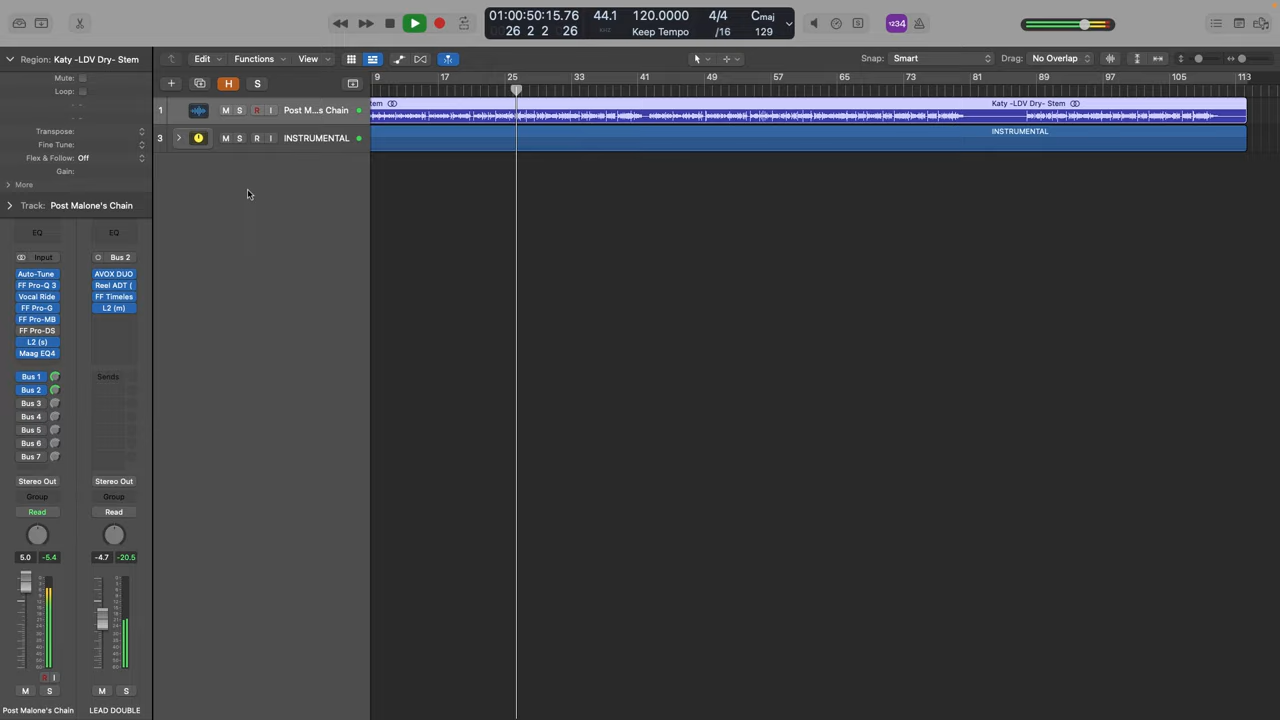 01:00:50:15.76 44.1 120.0000 4/4 Cmaj
26 2 2 26 KHZ Keep Tempo /16 129
1234
Region: Katy -LDV Dry- Stem
Edit Functions View Snap: Smart Drag: No Overlap
Mute:
Loop:
H S
9 17 25 33 41 49 57 65 73 81 89 97 105 113
tem Katy -LDV Dry- Stem
1 M S R I Post M...s Chain
INSTRUMENTAL
3 M S R I INSTRUMENTAL
Transpose:
Fine Tune:
Flex & Follow: Off
Gain:
More
Track: Post Malone's Chain
EQ EQ
Input Bus 2
Auto-Tune AVOX DUO
FF Pro-Q 3 Reel ADT (
Vocal Ride FF Timeles
FF Pro-G L2 (m)
FF Pro-MB
FF Pro-DS
L2 (s)
Maag EQ4
Bus 1 Sends
Bus 2
Bus 3
Bus 4
Bus 5
Bus 6
Bus 7
Stereo Out Stereo Out
Group Group
Read Read
5.0 -5.4 -4.7 -20.5
R I
M S M S
Post Malone's Chain LEAD DOUBLE